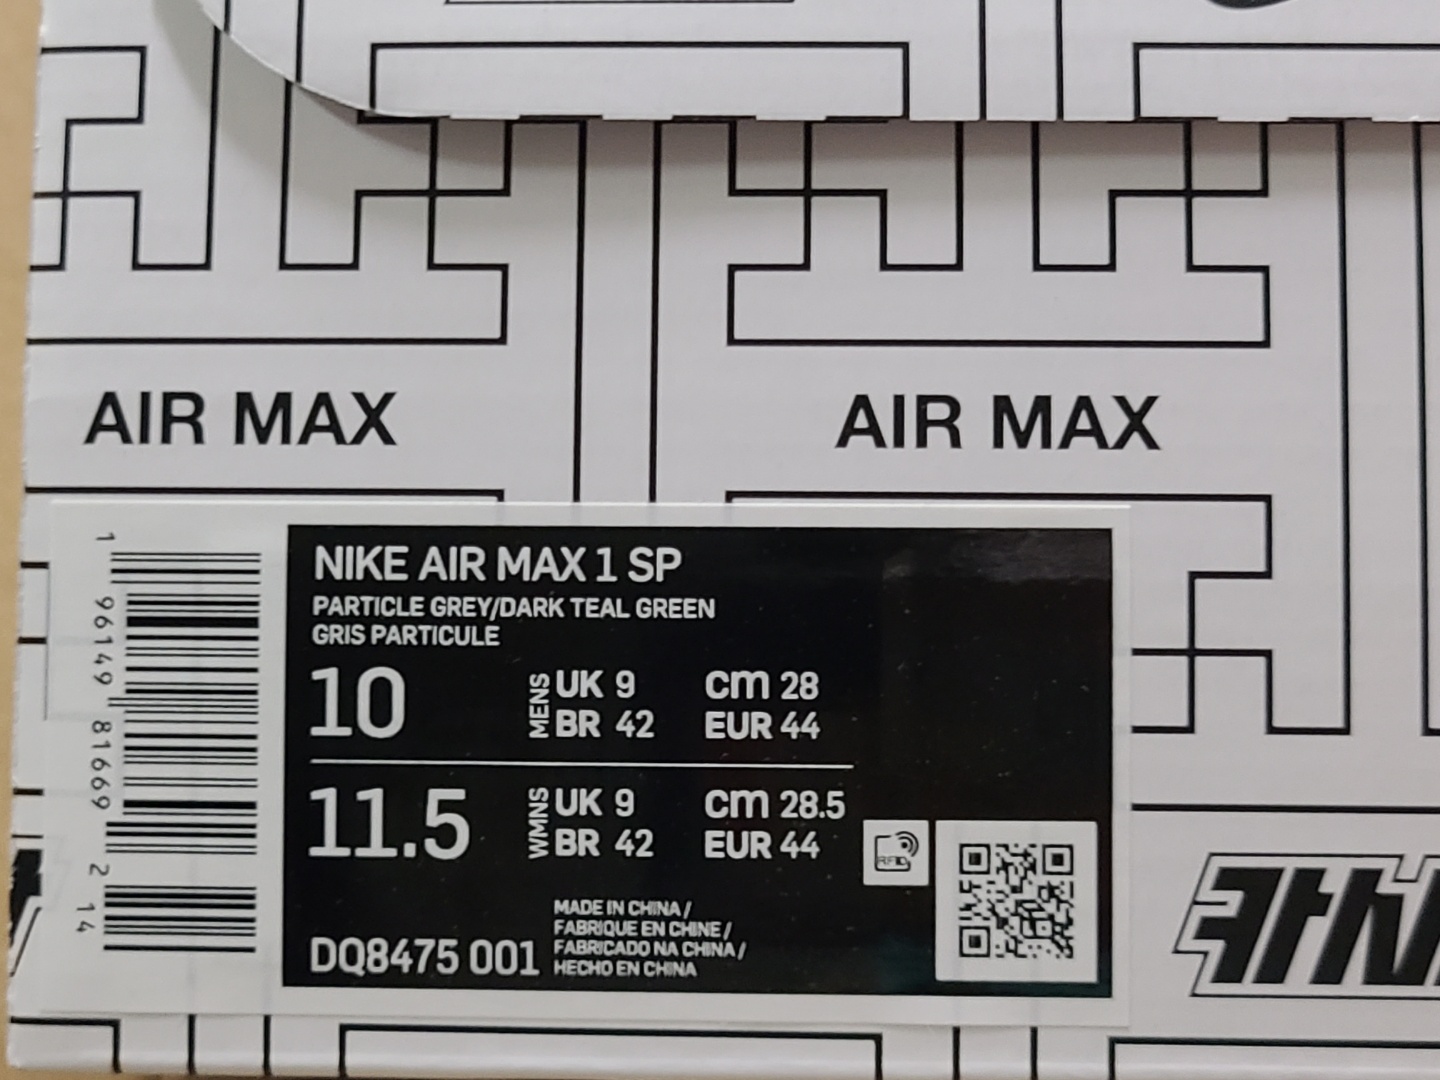 AIR MAX
AIR MAX
1 96149 81669 2 14
NIKE AIR MAX 1 SP
PARTICLE GREY/DARK TEAL GREEN
GRIS PARTICULE
10 MENS UK 9 cm 28
BR 42 EUR 44
11.5 WMNS UK 9 cm 28.5
BR 42 EUR 44
RFID
DQ8475 001
MADE IN CHINA /
FABRIQUE EN CHINE /
FABRICADO NA CHINA /
HECHO EN CHINA